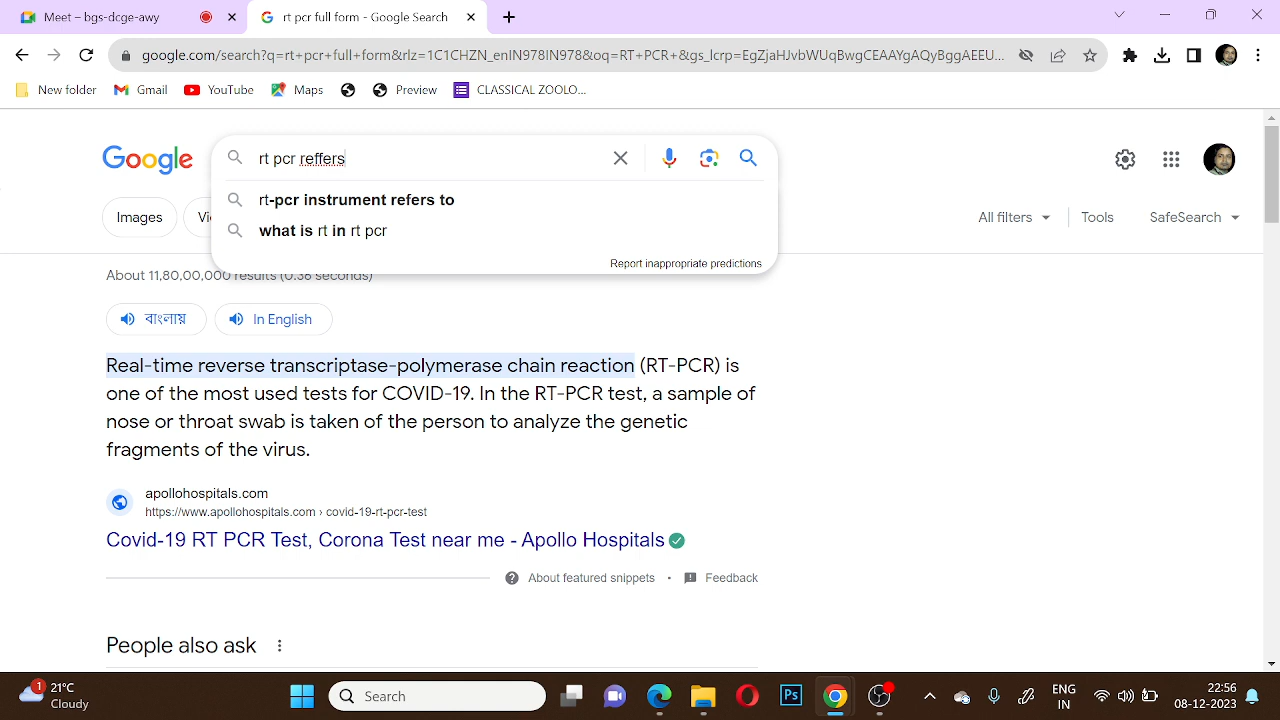 Meet – bgs-dcge-awy
rt pcr full form - Google Search
google.com/search?q=rt+pcr+full+form&rlz=1C1CHZN_enIN978IN978&oq=RT+PCR+&gs_lcrp=EgZjaHJvbWUqBwgCEAAYgAQyBggAEEU...
New folder Gmail YouTube Maps Preview CLASSICAL ZOOLO...
Google
rt pcr reffers
rt-pcr instrument refers to
what is rt in rt pcr
Report inappropriate predictions
Images
All filters Tools SafeSearch
About 11,80,00,000 results (0.38 seconds)
বাংলায় In English
Real-time reverse transcriptase-polymerase chain reaction (RT-PCR) is
one of the most used tests for COVID-19. In the RT-PCR test, a sample of
nose or throat swab is taken of the person to analyze the genetic
fragments of the virus.
apollohospitals.com
https://www.apollohospitals.com › covid-19-rt-pcr-test
Covid-19 RT PCR Test, Corona Test near me - Apollo Hospitals
About featured snippets • Feedback
People also ask
1
21°C
Cloudy
Search
Ps
ENG
IN
22:56
08-12-2023